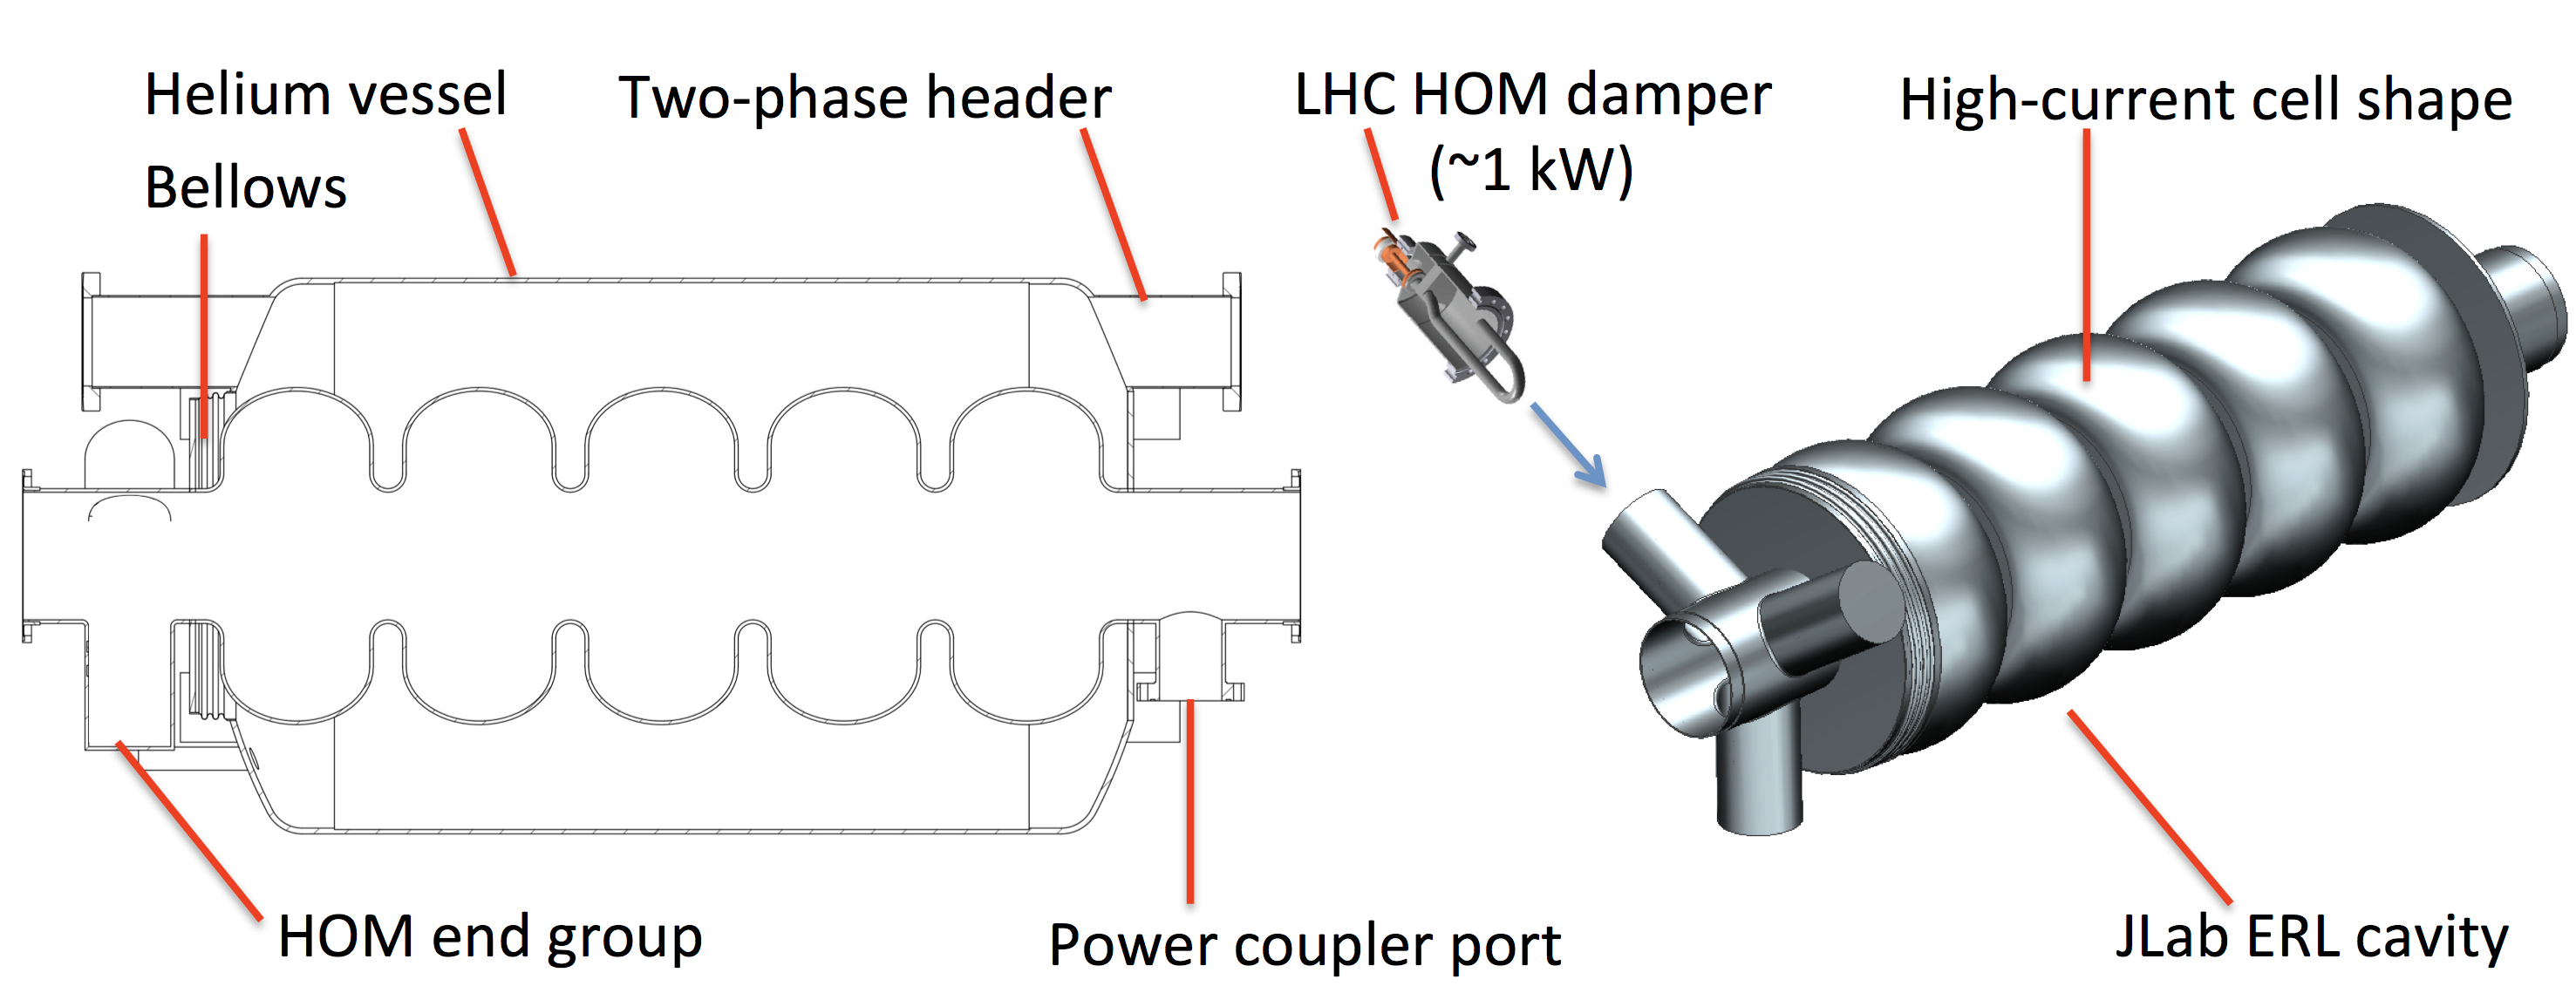 Helium vessel
Bellows
Two-phase header
LHC HOM damper
(~1 kW)
High-current cell shape
HOM end group
Power coupler port
JLab ERL cavity